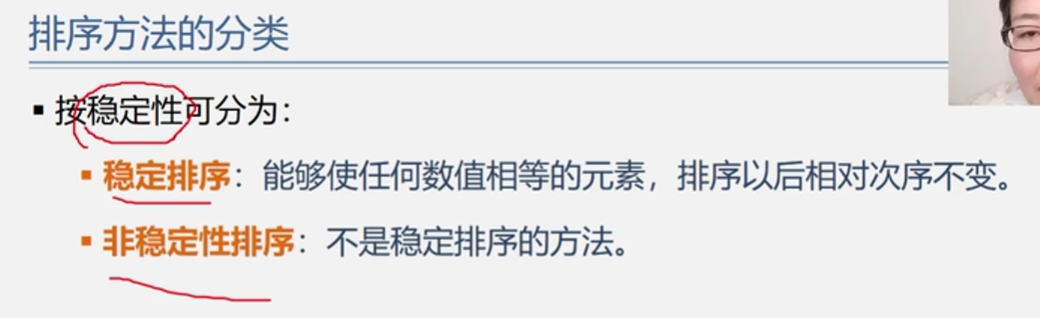 排序方法的分类
▪ 按稳定性可分为：
▪ 稳定排序：能够使任何数值相等的元素，排序以后相对次序不变。
▪ 非稳定性排序：不是稳定排序的方法。